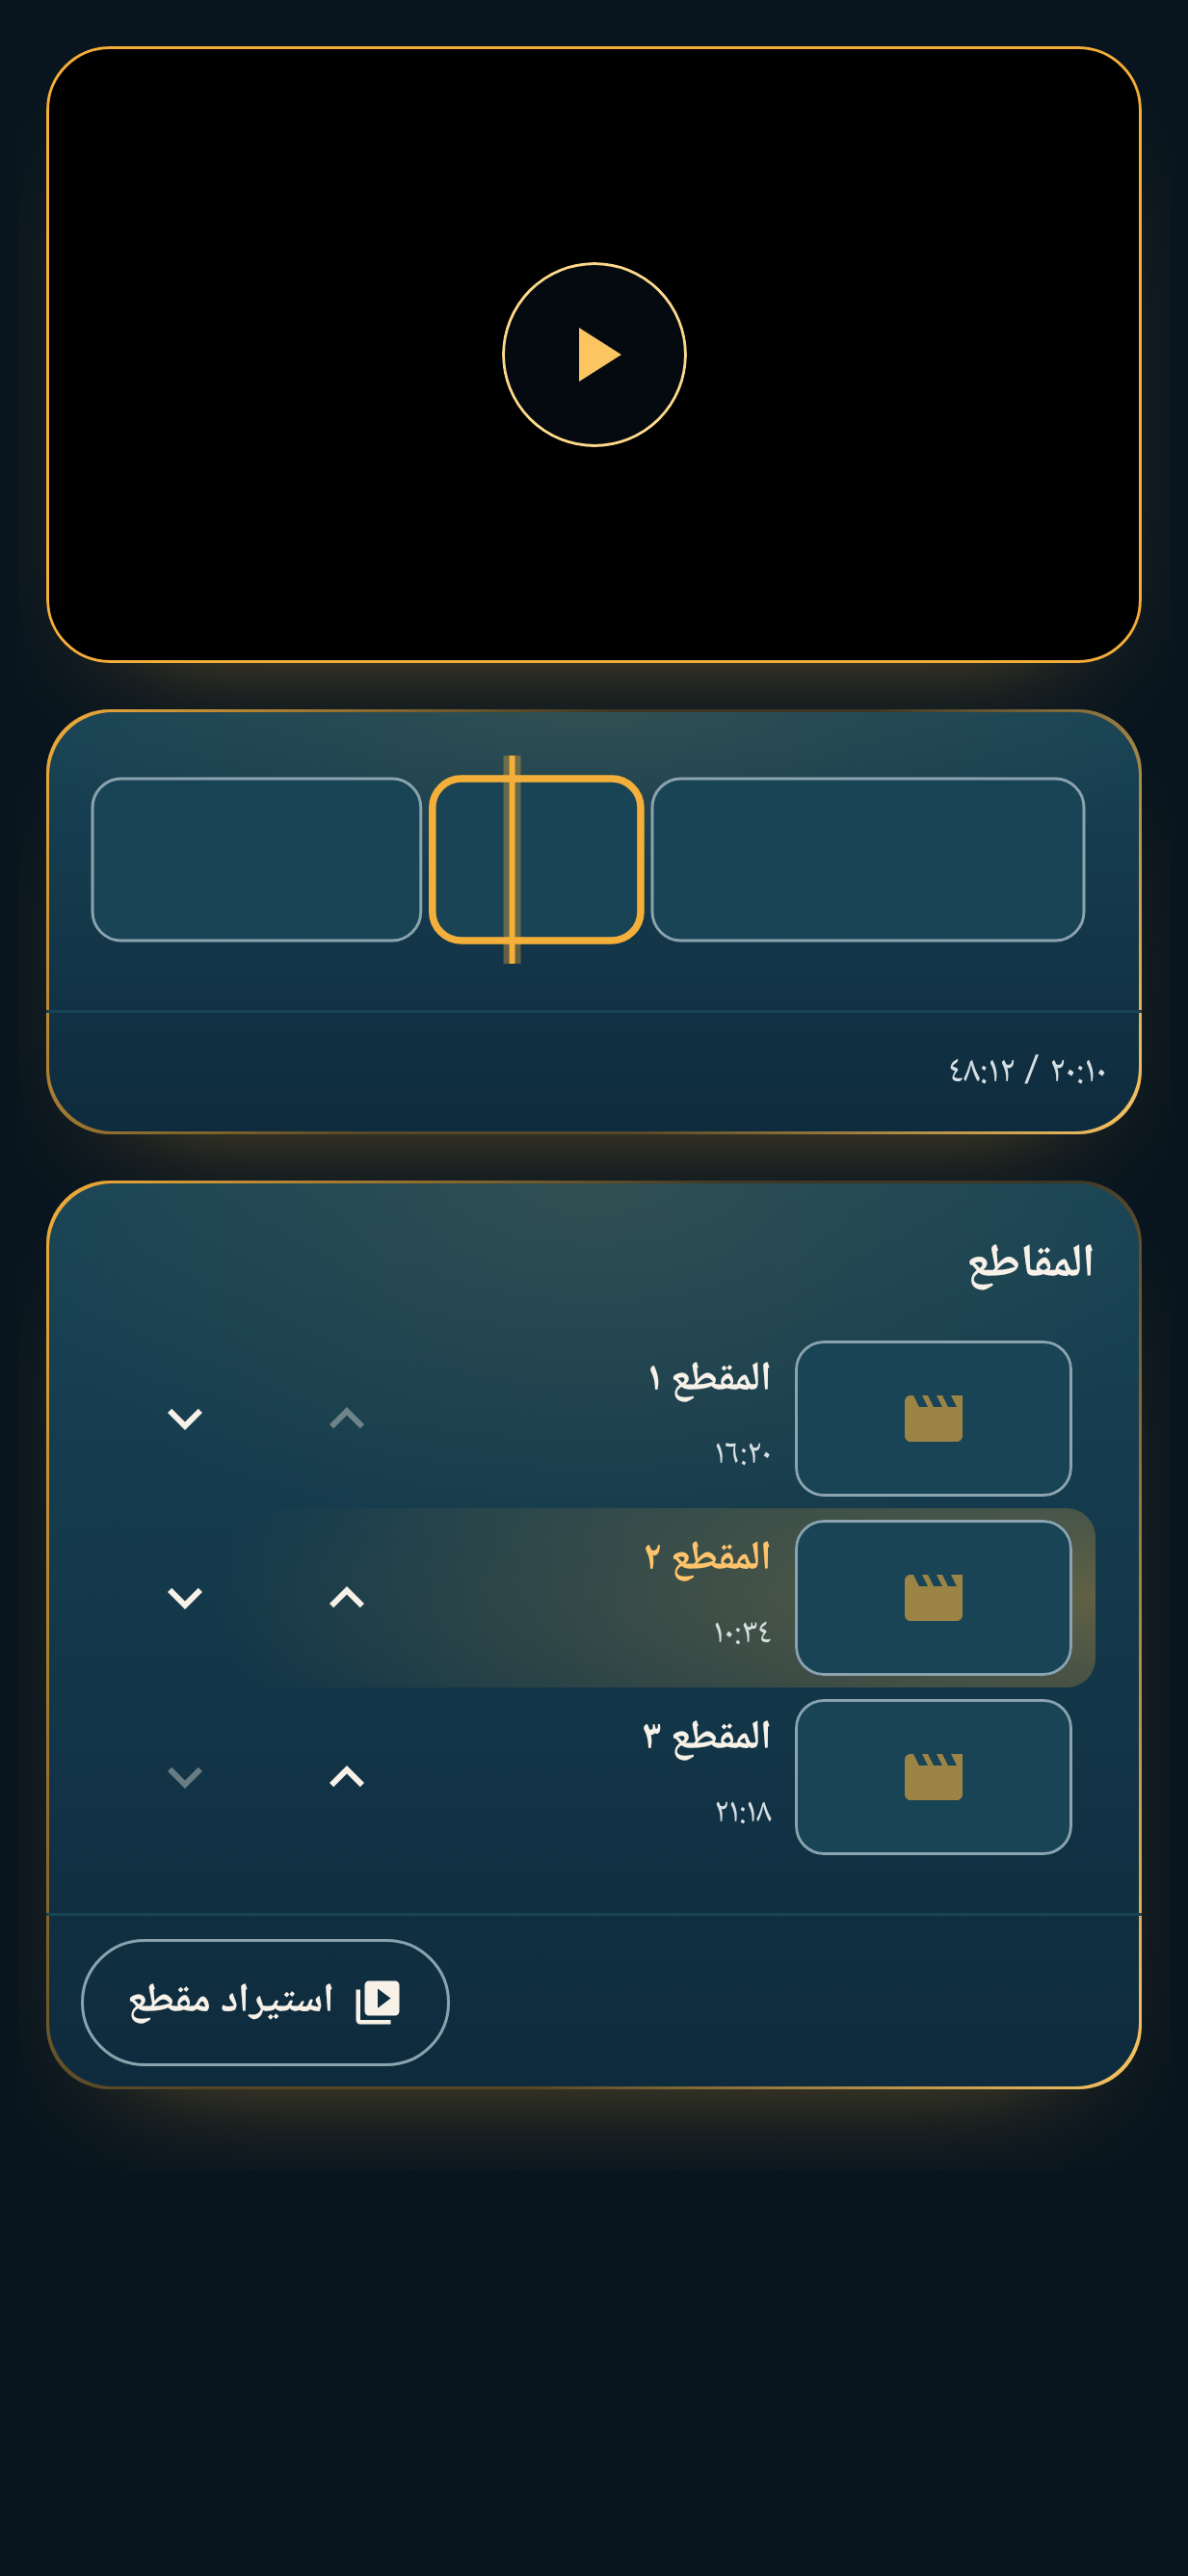 ٢٠:١٠ / ٤٨:١٢
المقاطع
المقطع ١
١٦:٢٠
المقطع ٢
١٠:٣٤
المقطع ٣
٢١:١٨
استيراد مقطع